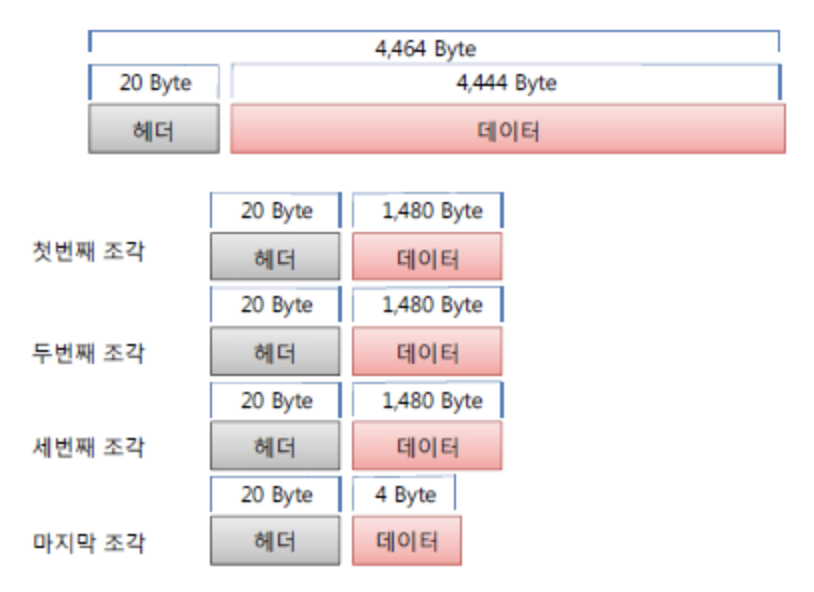 4,464 Byte
20 Byte 4,444 Byte
헤더 데이터
20 Byte 1,480 Byte
첫번째 조각 헤더 데이터
20 Byte 1,480 Byte
두번째 조각 헤더 데이터
20 Byte 1,480 Byte
세번째 조각 헤더 데이터
20 Byte 4 Byte
마지막 조각 헤더 데이터